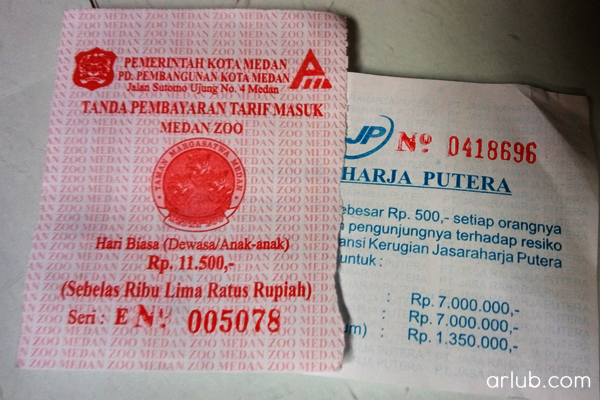 PEMERINTAH KOTA MEDAN
PD. PEMBANGUNAN KOTA MEDAN
Jalan Sutomo Ujung No. 4 Medan
TANDA PEMBAYARAN TARIF MASUK
MEDAN ZOO
TAMAN MARGASATWA MEDAN
MEDAN ZOO
Hari Biasa (Dewasa/Anak-anak)
Rp. 11.500,-
(Sebelas Ribu Lima Ratus Rupiah)
Seri : E No. 005078
JP No 0418696
HARJA PUTERA
ebesar Rp. 500,- setiap orangnya
pengunjungnya terhadap resiko
ansi Kerugian Jasaraharja Putera
untuk :
: Rp. 7.000.000,-
: Rp. 7.000.000,-
um) : Rp. 1.350.000,-
arlub.com